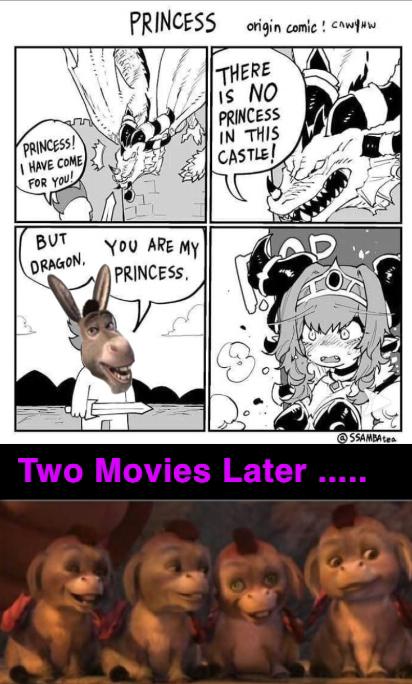 PRINCESS origin comic! CNWYHW
PRINCESS!
I HAVE COME
FOR YOU!
THERE
IS NO
PRINCESS
IN THIS
CASTLE!
BUT
DRAGON,
YOU ARE MY
PRINCESS.
@SSAMBAtea
Two Movies Later .....